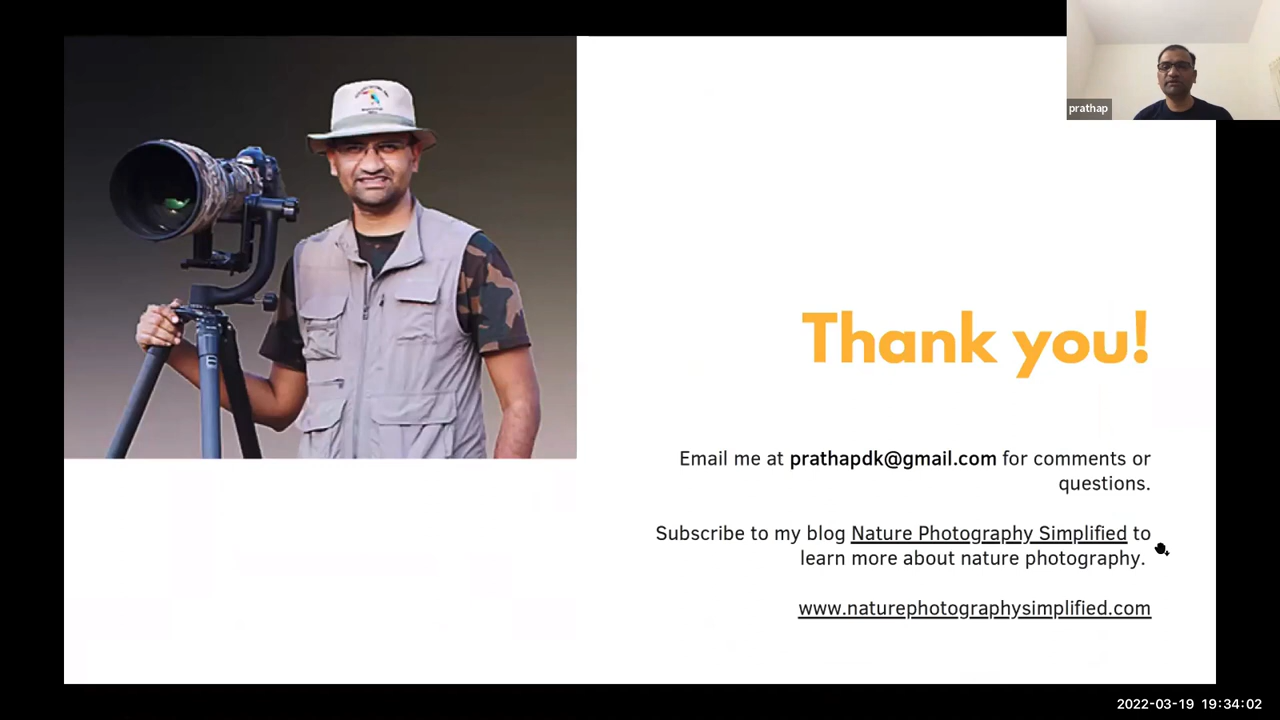 prathap
Thank you!
Email me at prathapdk@gmail.com for comments or
questions.
Subscribe to my blog Nature Photography Simplified to
learn more about nature photography.
www.naturephotographysimplified.com
2022-03-19 19:34:02